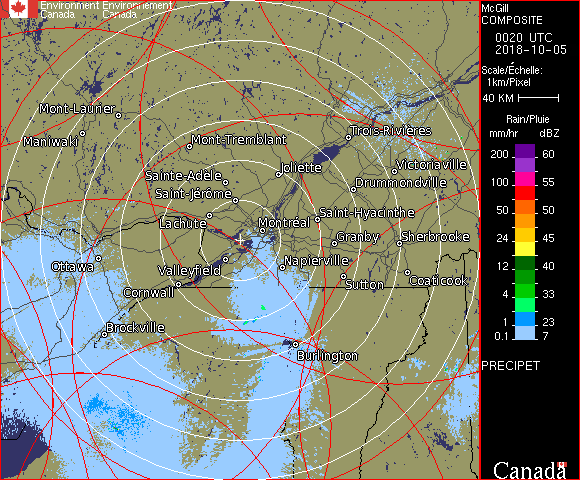 Environment Environnement
Canada Canada
McGill
COMPOSITE
0020 UTC
2018-10-05
Scale/Échelle:
1km/Pixel
40 KM
Rain/Pluie
mm/hr dBZ
200 60
150 55
100 55
50 50
24 45
12 40
4 33
1 23
0.1 7
PRECIPET
Mont-Laurier
Maniwaki
Mont-Tremblant
Trois-Rivières
Joliette
Victoriaville
Sainte-Adèle
Drummondville
Saint-Jérôme
Saint-Hyacinthe
Lachute
Montréal
Granby
Sherbrooke
Ottawa
Valleyfield
Napierville
Cornwall
Sutton
Coaticook
Brockville
Burlington
Canada